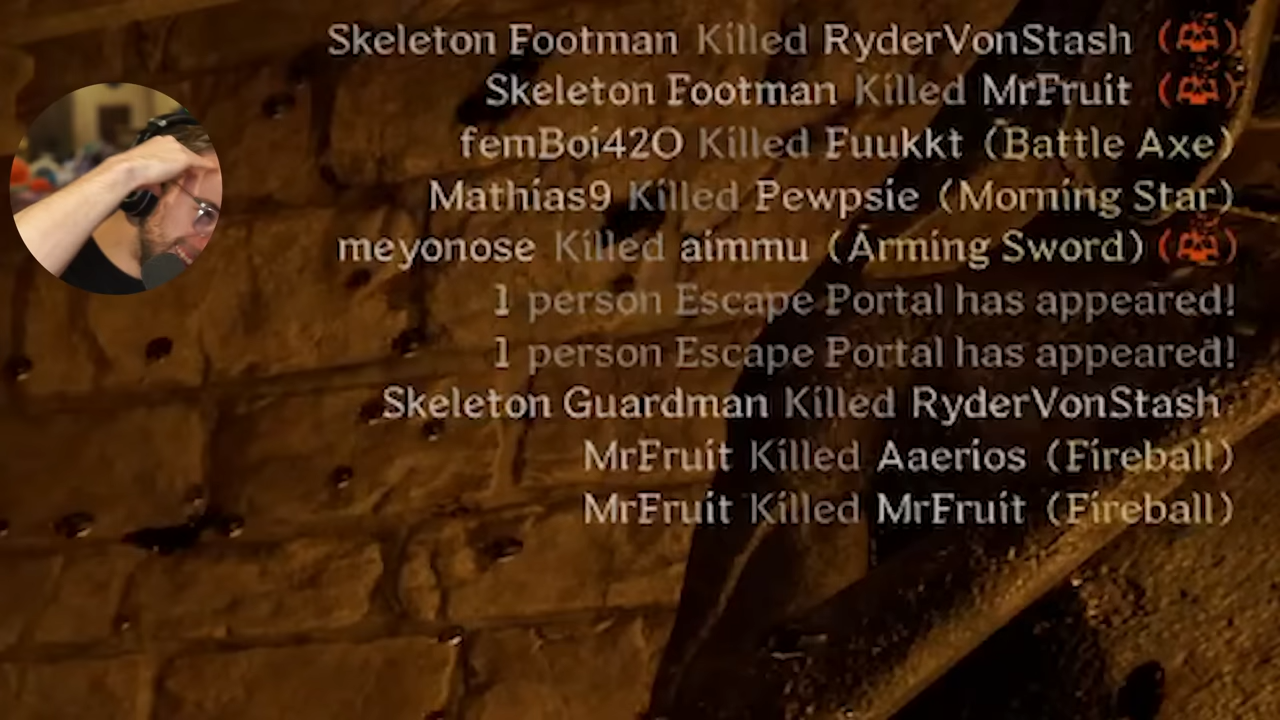 Skeleton Footman Killed RyderVonStash
Skeleton Footman Killed MrFruit
femBoi420 Killed Fuukkt (Battle Axe)
Mathias9 Killed Pewpsie (Morning Star)
meyonose Killed aimmu (Arming Sword)
1 person Escape Portal has appeared!
1 person Escape Portal has appeared!
Skeleton Guardman Killed RyderVonStash
MrFruit Killed Aaerios (Fireball)
MrFruit Killed MrFruit (Fireball)